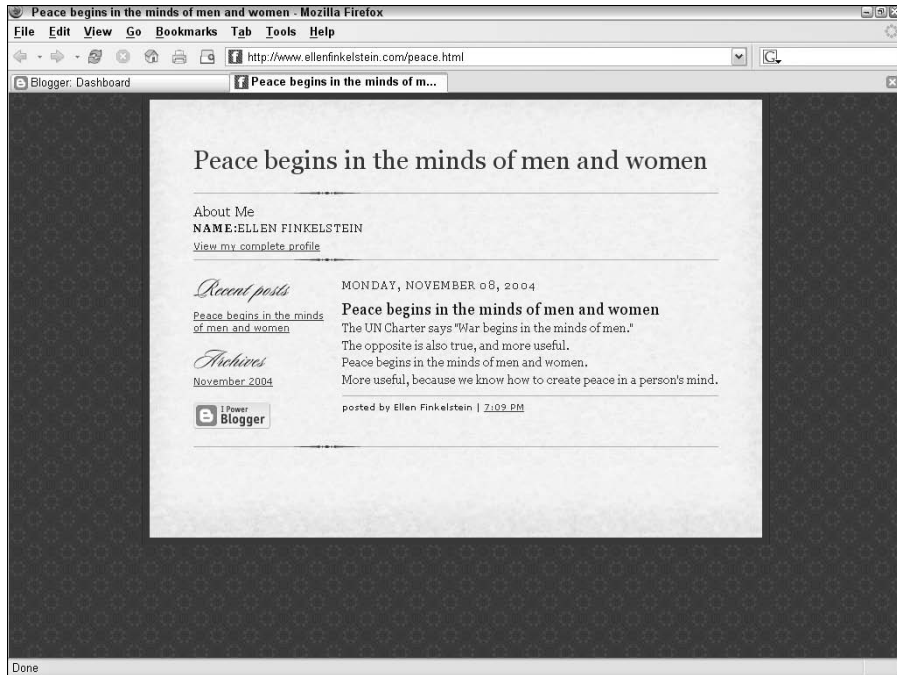 Peace begins in the minds of men and women - Mozilla Firefox
File Edit View Go Bookmarks Tab Tools Help
http://www.ellenfinkelstein.com/peace.html
G
Blogger: Dashboard
Peace begins in the minds of m...
Peace begins in the minds of men and women
About Me
NAME:ELLEN FINKELSTEIN
View my complete profile
Recent posts
Peace begins in the minds
of men and women
Archives
November 2004
I Power
Blogger
MONDAY, NOVEMBER 08, 2004
Peace begins in the minds of men and women
The UN Charter says "War begins in the minds of men."
The opposite is also true, and more useful.
Peace begins in the minds of men and women.
More useful, because we know how to create peace in a person's mind.
posted by Ellen Finkelstein | 7:09 PM
Done